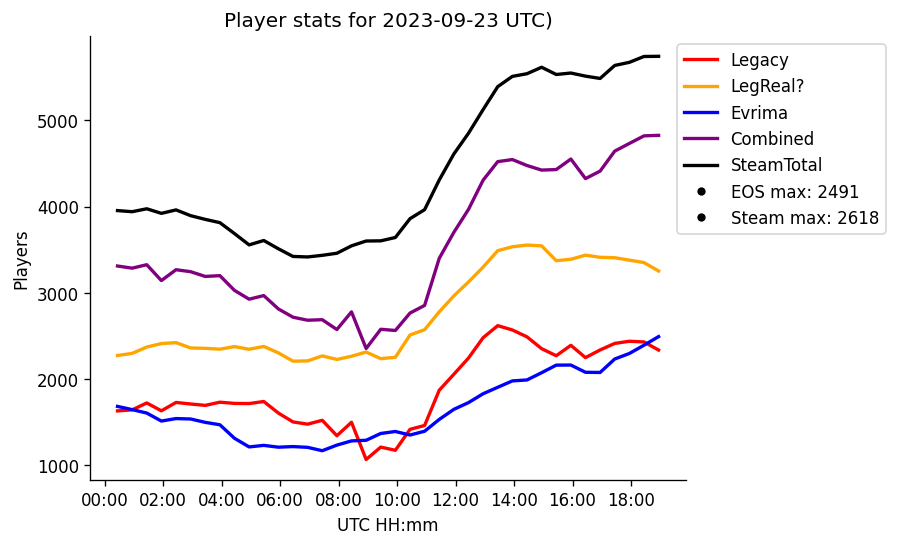 Player stats for 2023-09-23 UTC)
Legacy
LegReal?
Evrima
Combined
SteamTotal
EOS max: 2491
Steam max: 2618
Players
5000
4000
3000
2000
1000
00:00 02:00 04:00 06:00 08:00 10:00 12:00 14:00 16:00 18:00
UTC HH:mm